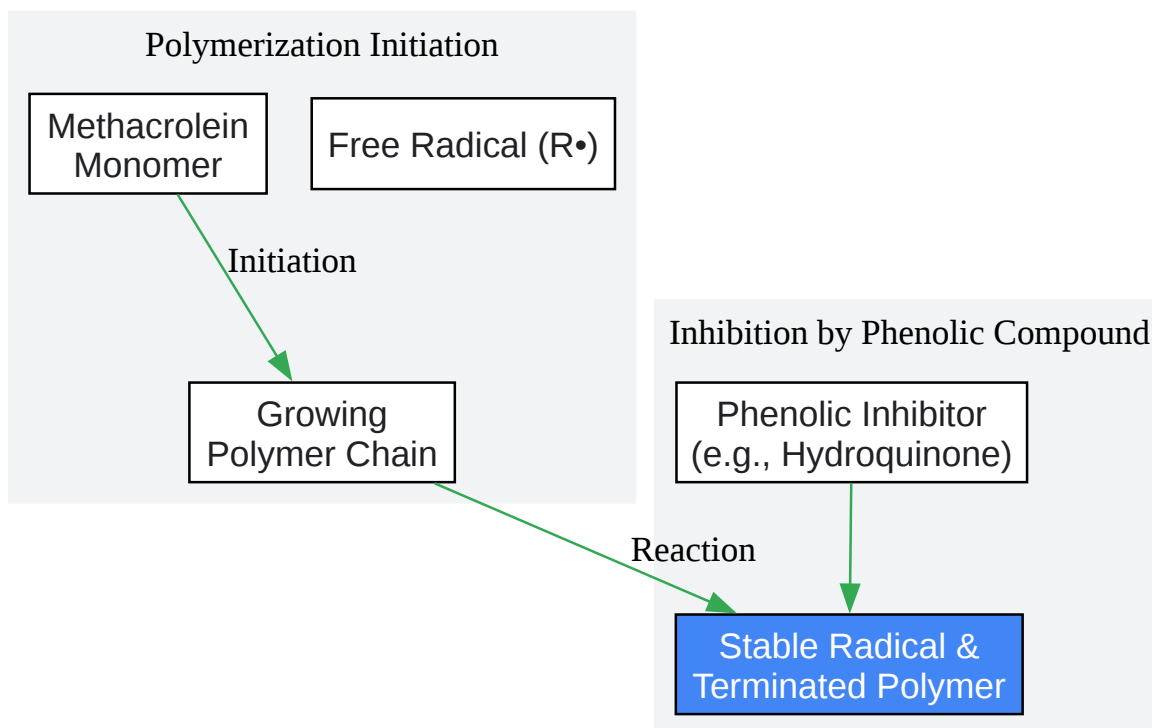 Polymerization Initiation
Methacrolein
Monomer
Free Radical (R•)
Initiation
Growing
Polymer Chain
Inhibition by Phenolic Compound
Phenolic Inhibitor
(e.g., Hydroquinone)
Reaction
Stable Radical &
Terminated Polymer